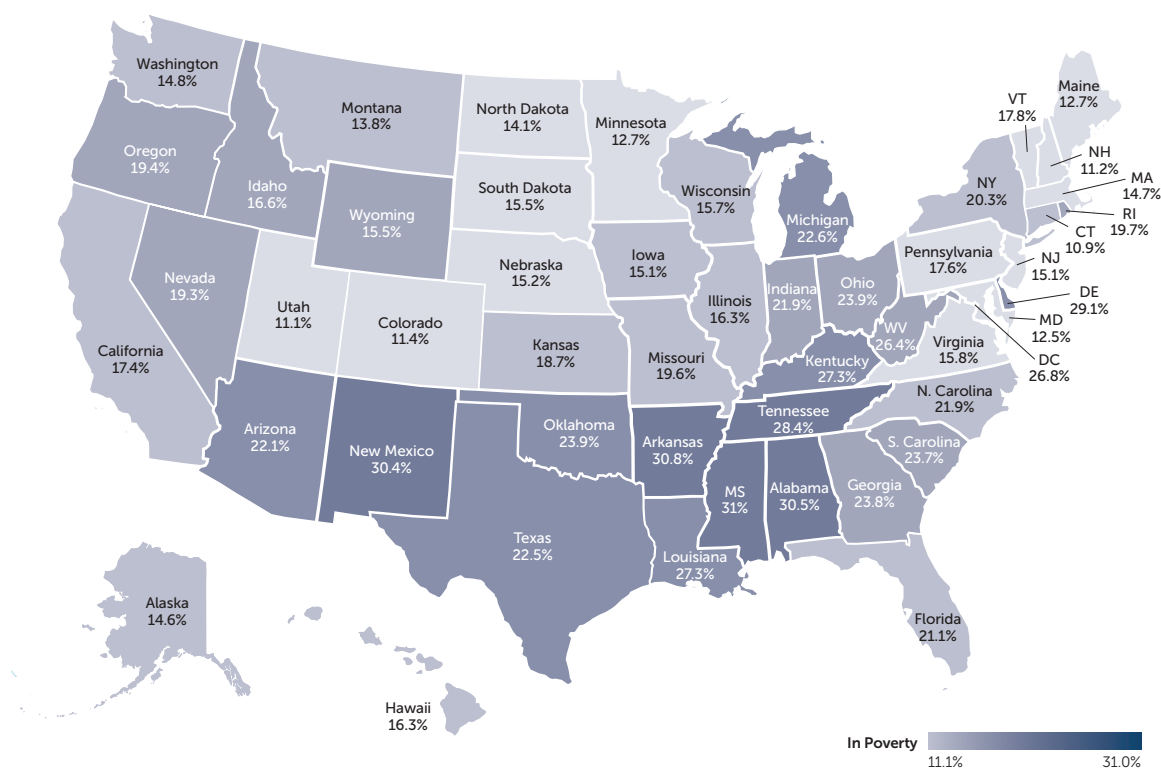 Washington
14.8%
Montana
13.8%
North Dakota
14.1%
Minnesota
12.7%
VT
17.8%
Maine
12.7%
Oregon
19.4%
Idaho
16.6%
Wyoming
15.5%
South Dakota
15.5%
Wisconsin
15.7%
Michigan
22.6%
NY
20.3%
NH
11.2%
MA
14.7%
RI
19.7%
CT
10.9%
NJ
15.1%
DE
29.1%
MD
12.5%
DC
26.8%
Nevada
19.3%
Utah
11.1%
Colorado
11.4%
Nebraska
15.2%
Iowa
15.1%
Illinois
16.3%
Indiana
21.9%
Ohio
23.9%
Pennsylvania
17.6%
WV
26.4%
Virginia
15.8%
California
17.4%
Kansas
18.7%
Missouri
19.6%
Kentucky
27.3%
N. Carolina
21.9%
Tennessee
28.4%
S. Carolina
23.7%
Arizona
22.1%
New Mexico
30.4%
Oklahoma
23.9%
Arkansas
30.8%
MS
31%
Alabama
30.5%
Georgia
23.8%
Texas
22.5%
Louisiana
27.3%
Florida
21.1%
Alaska
14.6%
Hawaii
16.3%
In Poverty
11.1% 31.0%